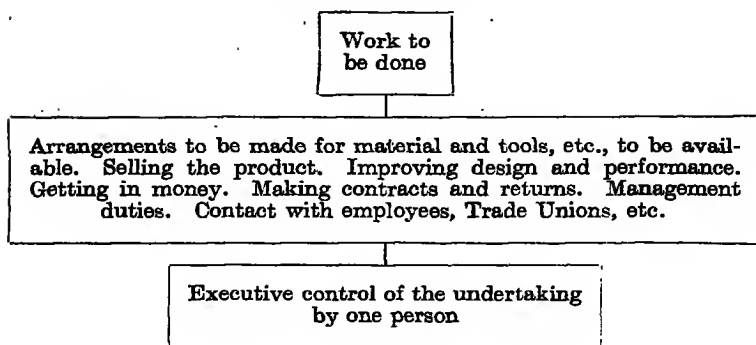 Work to
be done
Arrangements to be made for material and tools, etc., to be avail-
able. Selling the product. Improving design and performance.
Getting in money. Making contracts and returns. Management
duties. Contact with employees, Trade Unions, etc.
Executive control of the undertaking
by one person